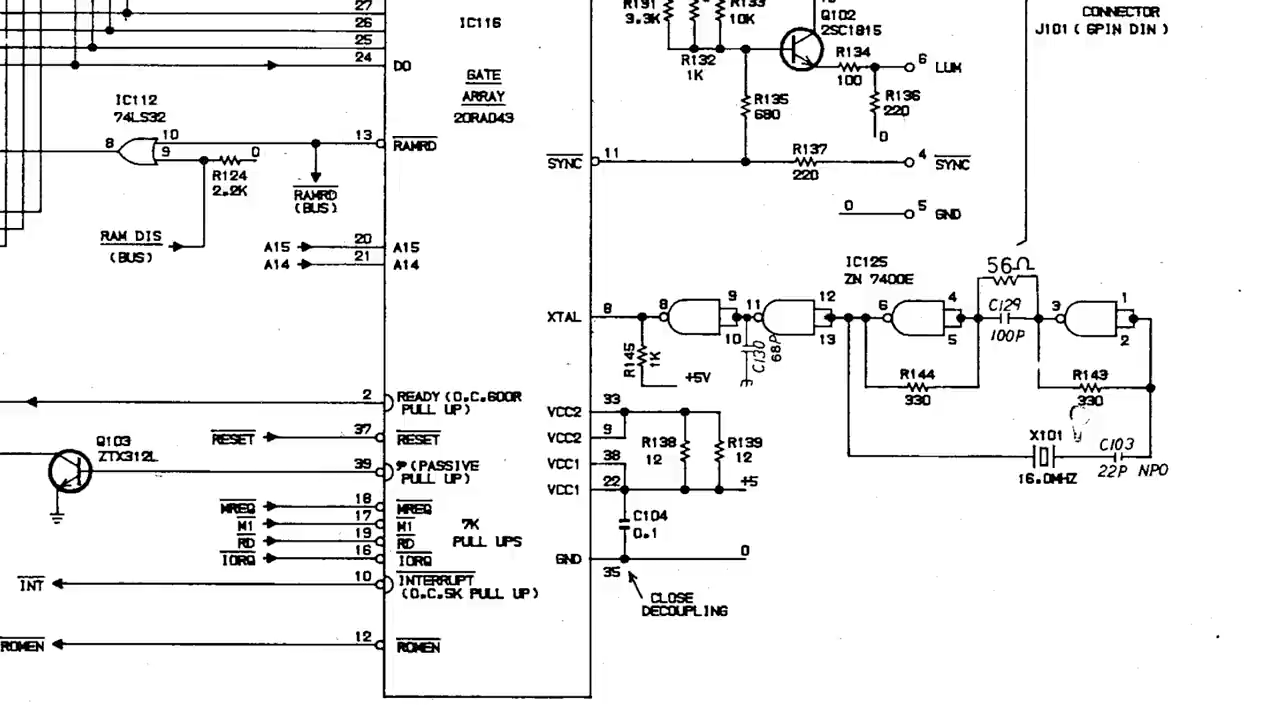 27
26
25
24
DO
IC116
GATE
ARRAY
20RA043
R131
3.3K
R132
1K
R133
10K
Q102
2SC1815
R134
100
6 LUM
R135
680
R136
220
0
CONNECTOR
J101 ( 6PIN DIN )
IC112
74LS32
8
10
9
R124
2.2K
0
13
RAMRD
RAMRD
(BUS)
RAM DIS
(BUS)
SYNC
11
R137
220
4 SYNC
0
5 GND
A15
20
A15
A14
21
A14
IC125
ZN 7400E
56Ω
XTAL
8
8
9
10
11
12
13
6
4
5
C129
100P
3
1
2
R145
1K
+5V
C130
68P
R144
330
R143
330
X101
16.0MHZ
C103
22P NPO
2
READY (O.C.600R
PULL UP)
RESET
37
RESET
Q103
ZTX312L
39
(PASSIVE
PULL UP)
MREQ
18
MREQ
M1
17
M1
RD
19
RD
IORQ
16
IORQ
7K
PULL UPS
INT
10
INTERRUPT
(O.C.5K PULL UP)
ROMEN
12
ROMEN
VCC2
33
VCC2
9
VCC1
38
VCC1
22
R138
12
R139
12
+5
C104
0.1
GND
35
0
CLOSE
DECOUPLING